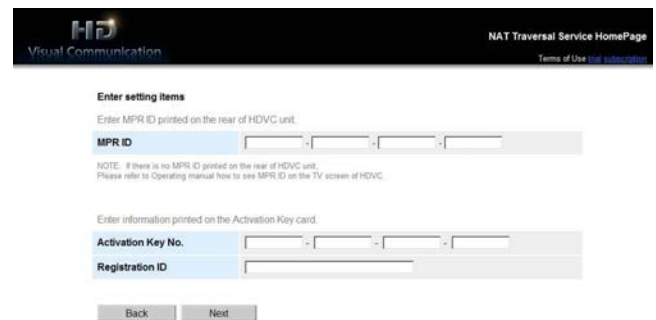 HD
Visual Communication
NAT Traversal Service HomePage
Terms of Use trial subscription
Enter setting items
Enter MPR ID printed on the rear of HDVC unit.
MPR ID - - -
NOTE: If there is no MPR ID printed on the rear of HDVC unit,
Please refer to Operating manual how to see MPR ID on the TV screen of HDVC.
Enter information printed on the Activation Key card.
Activation Key No. - - -
Registration ID
Back Next